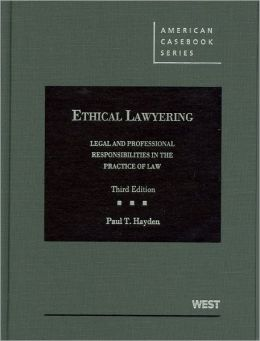 AMERICAN
CASEBOOK
SERIES
ETHICAL LAWYERING
LEGAL AND PROFESSIONAL
RESPONSIBILITIES IN THE
PRACTICE OF LAW
Third Edition
Paul T. Hayden
WEST